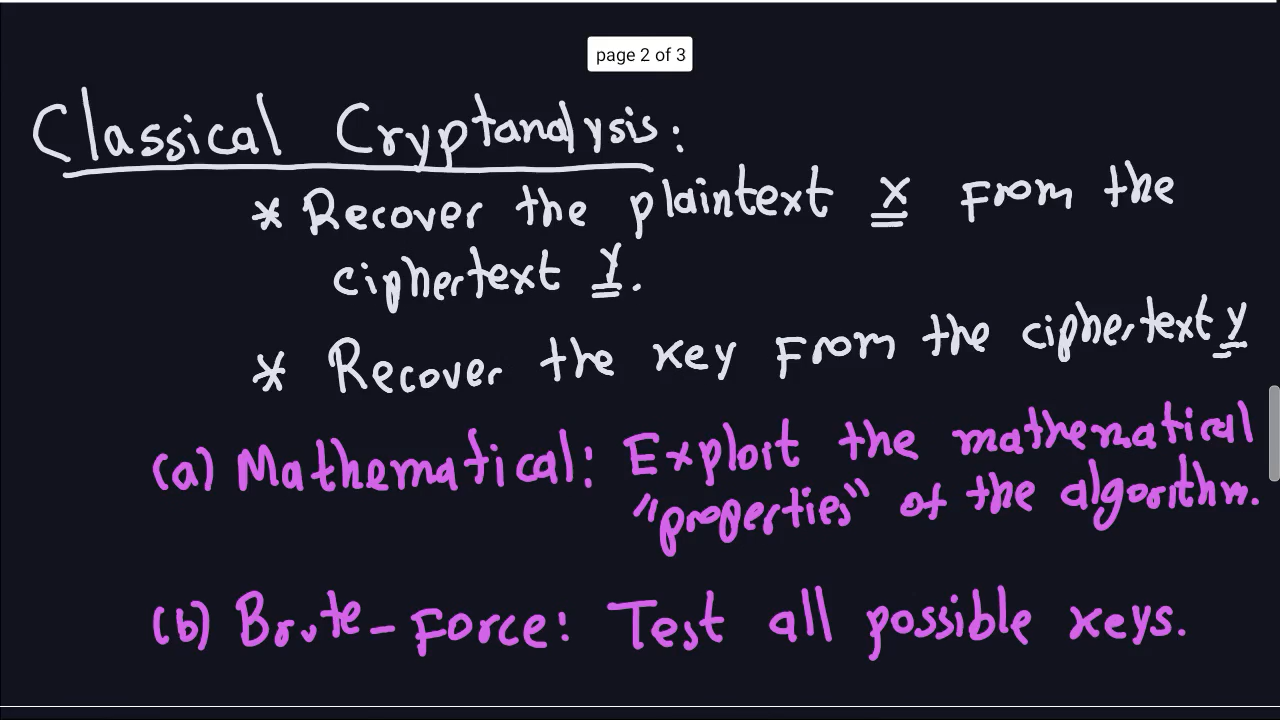 page 2 of 3
Classical Cryptanalysis:
* Recover the plaintext X from the
ciphertext Y.
* Recover the key from the ciphertext Y
(a) Mathematical: Exploit the mathematical
"properties" of the algorithm.
(b) Brute-Force: Test all possible keys.